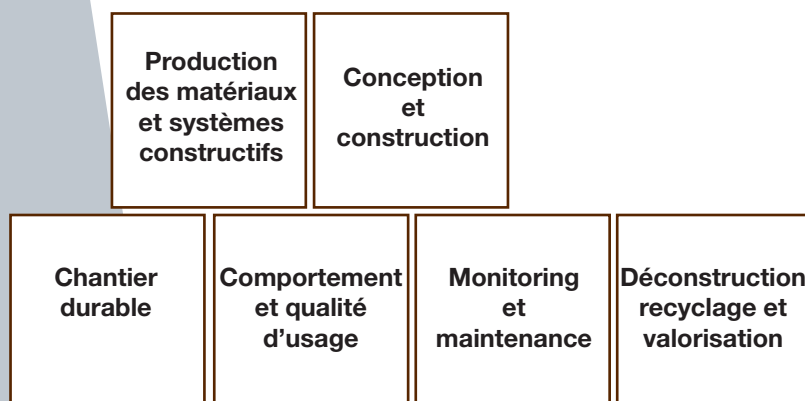 Production
des matériaux
et systèmes
constructifs
Conception
et
construction
Chantier
durable
Comportement
et qualité
d’usage
Monitoring
et
maintenance
Déconstruction
recyclage et
valorisation